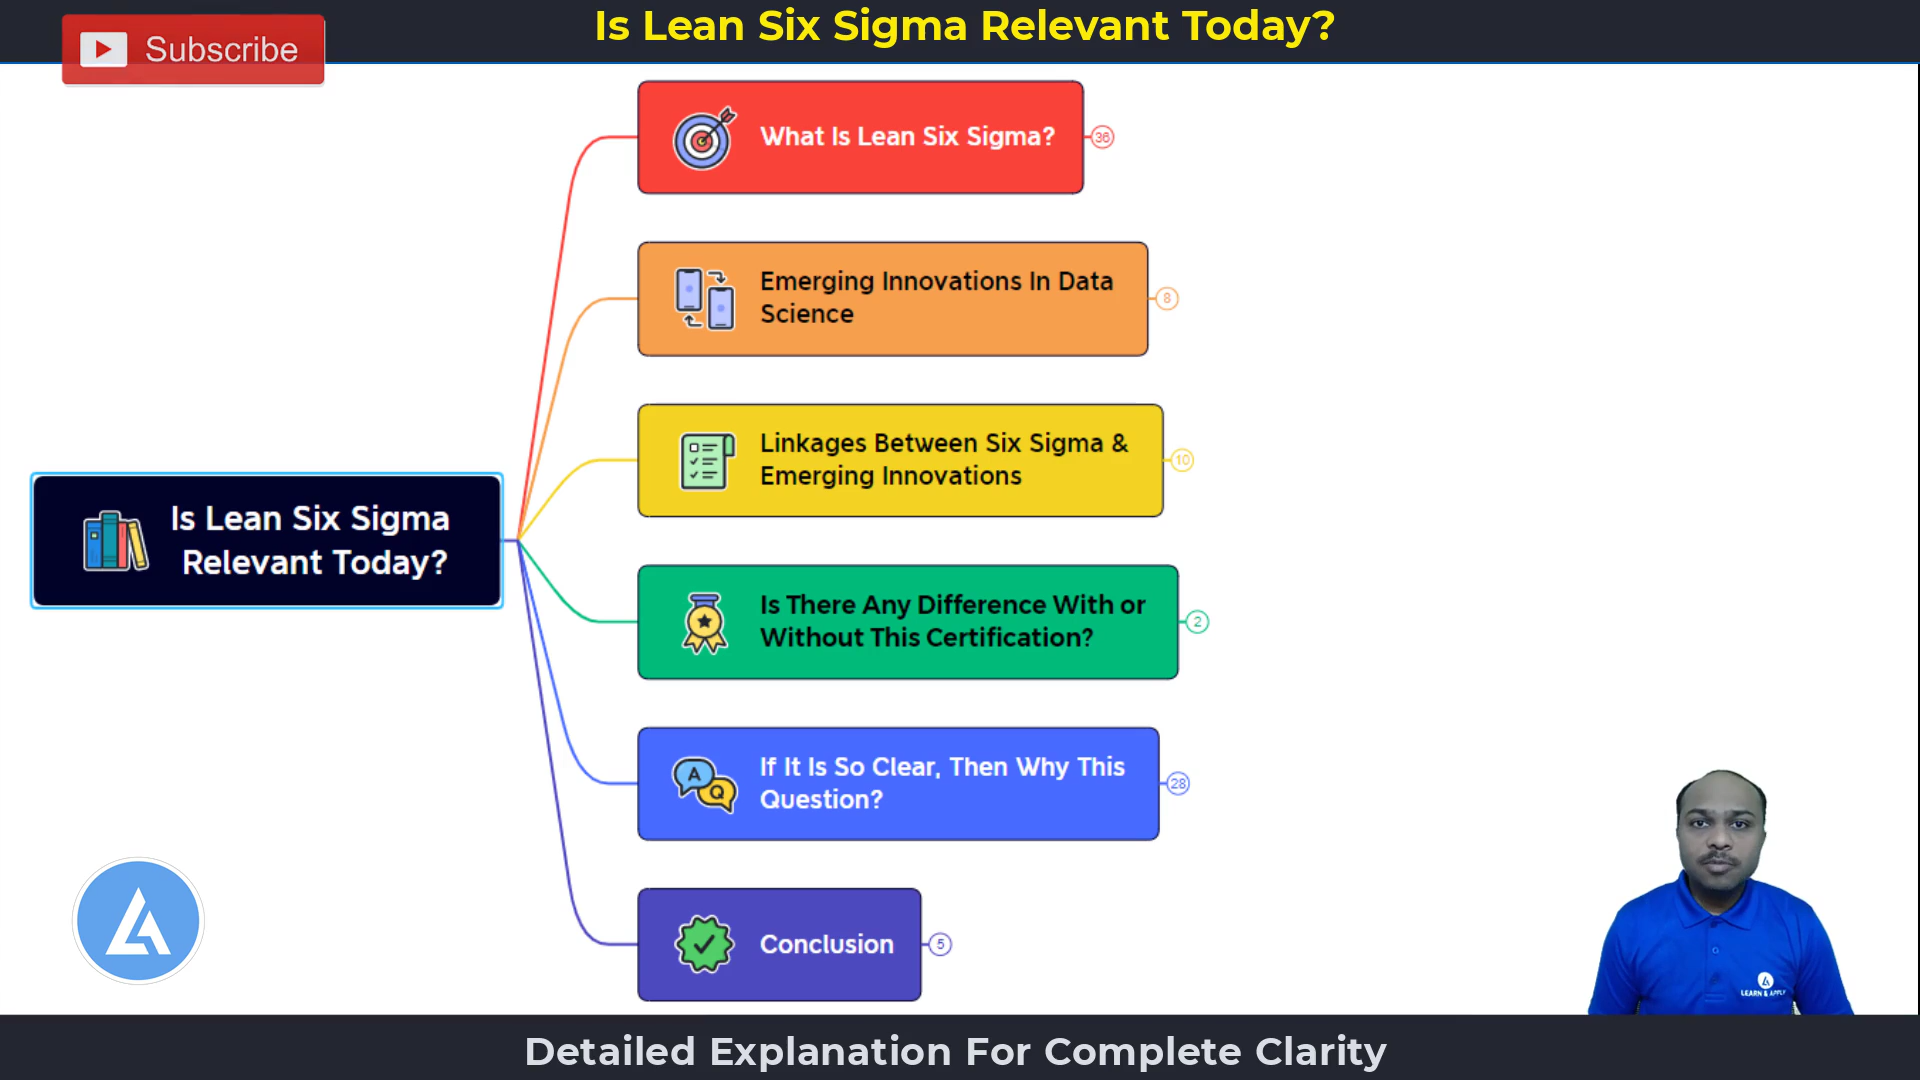 Is Lean Six Sigma Relevant Today?
Subscribe
What Is Lean Six Sigma?
36
Emerging Innovations In Data
Science
8
Linkages Between Six Sigma &
Emerging Innovations
10
Is Lean Six Sigma
Relevant Today?
Is There Any Difference With or
Without This Certification?
2
If It Is So Clear, Then Why This
Question?
28
A
Q
Conclusion
5
LEARN & APPLY
Detailed Explanation For Complete Clarity